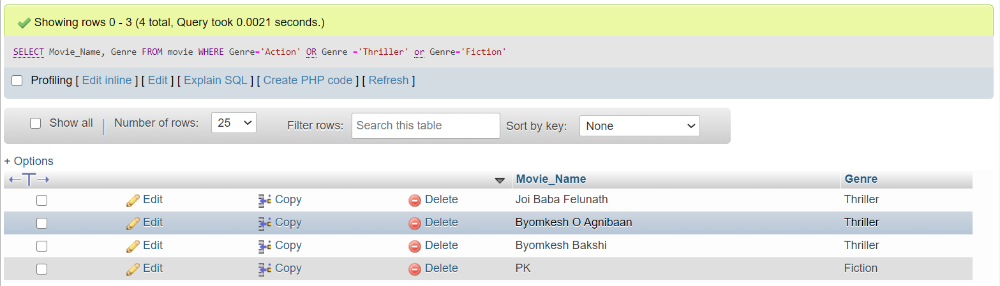 Showing rows 0 - 3 (4 total, Query took 0.0021 seconds.)
SELECT Movie_Name, Genre FROM movie WHERE Genre='Action' OR Genre ='Thriller' or Genre='Fiction'
Profiling [ Edit inline ] [ Edit ] [ Explain SQL ] [ Create PHP code ] [ Refresh ]
Show all | Number of rows: 25 Filter rows: Search this table Sort by key: None
+ Options
←T→ Movie_Name Genre
Edit Copy Delete Joi Baba Felunath Thriller
Edit Copy Delete Byomkesh O Agnibaan Thriller
Edit Copy Delete Byomkesh Bakshi Thriller
Edit Copy Delete PK Fiction